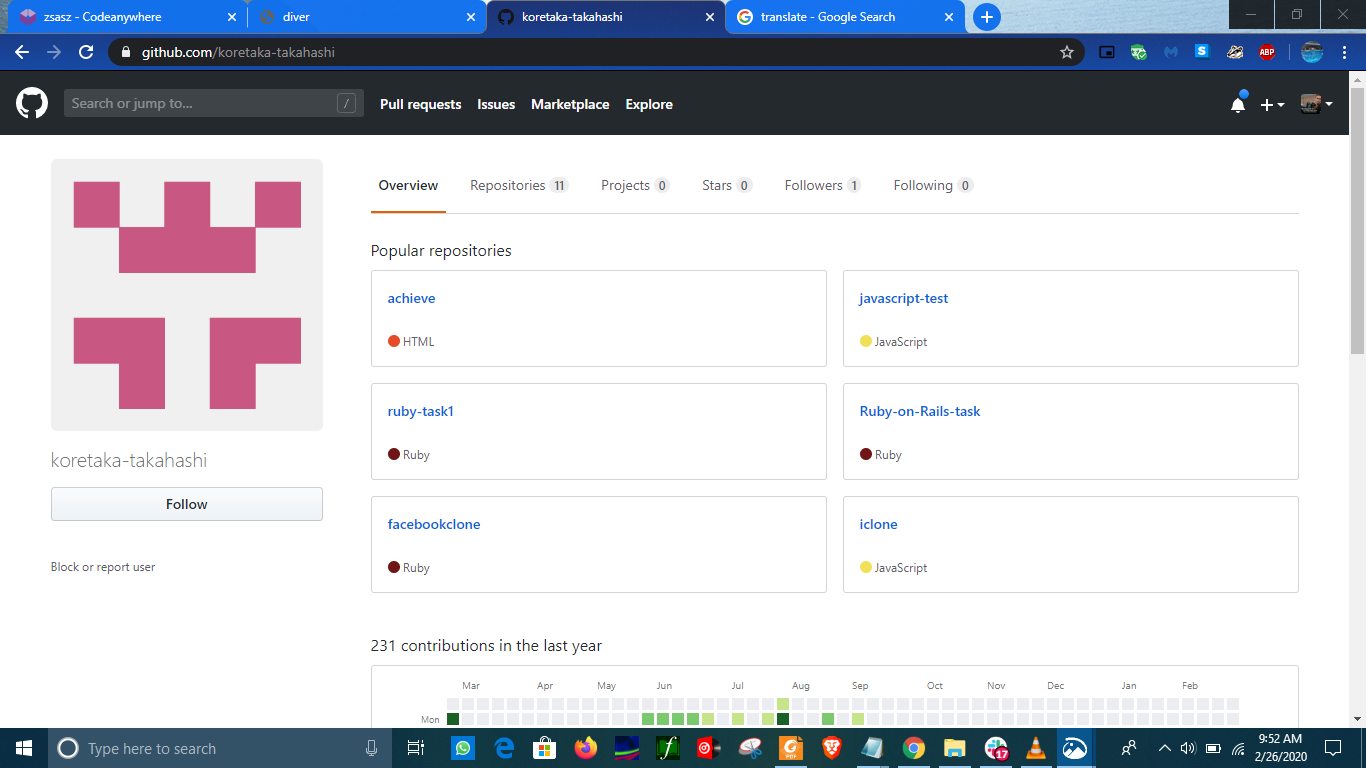 zsasz - Codeanywhere
diver
koretaka-takahashi
translate - Google Search
github.com/koretaka-takahashi
S
ABP
Search or jump to...
/
Pull requests
Issues
Marketplace
Explore
Overview
Repositories 11
Projects 0
Stars 0
Followers 1
Following 0
Popular repositories
achieve
HTML
javascript-test
JavaScript
ruby-task1
Ruby
Ruby-on-Rails-task
Ruby
facebookclone
Ruby
iclone
JavaScript
koretaka-takahashi
Follow
Block or report user
231 contributions in the last year
Mar Apr May Jun Jul Aug Sep Oct Nov Dec Jan Feb
Mon
Type here to search
PDF
17
9:52 AM
2/26/2020